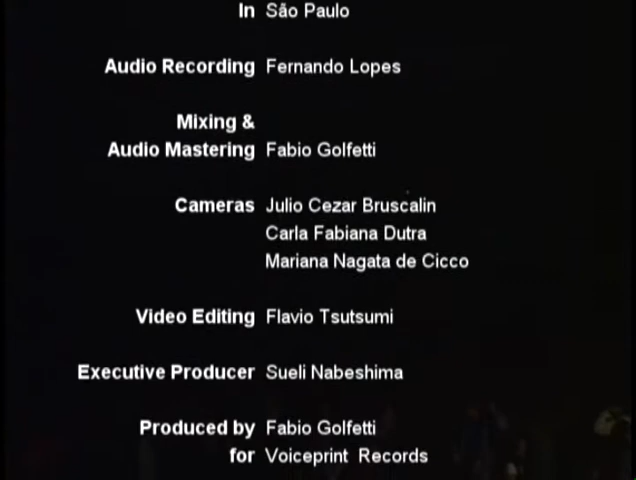 In São Paulo
Audio Recording Fernando Lopes
Mixing &
Audio Mastering Fabio Golfetti
Cameras Julio Cezar Bruscalin
Carla Fabiana Dutra
Mariana Nagata de Cicco
Video Editing Flavio Tsutsumi
Executive Producer Sueli Nabeshima
Produced by Fabio Golfetti
for Voiceprint Records